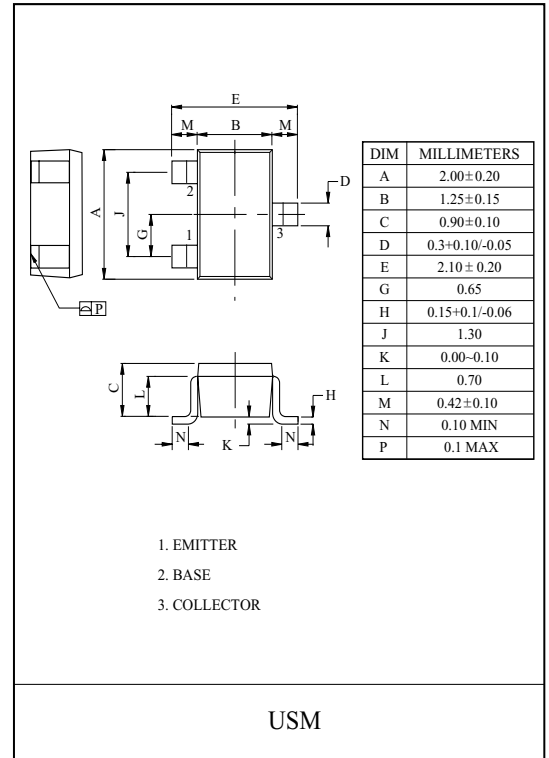 E
M B M
D
A
J
G
2
1
3
P
C
L
H
N
K
N
DIM MILLIMETERS
A 2.00±0.20
B 1.25±0.15
C 0.90±0.10
D 0.3+0.10/-0.05
E 2.10±0.20
G 0.65
H 0.15+0.1/-0.06
J 1.30
K 0.00~0.10
L 0.70
M 0.42±0.10
N 0.10 MIN
P 0.1 MAX
1. EMITTER
2. BASE
3. COLLECTOR
USM